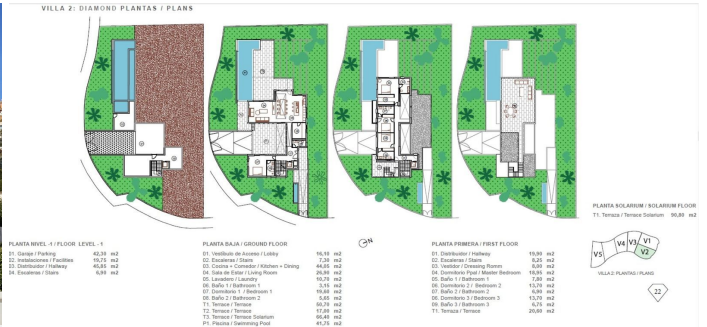 VILLA 2: DIAMOND PLANTAS / PLANS
PLANTA NIVEL -1 / FLOOR LEVEL - 1
01. Garaje / Parking 42,30 m2
02. Instalaciones / Facilities 19,75 m2
03. Distribuidor / Hallway 45,85 m2
04. Escaleras / Stairs 6,90 m2
PLANTA BAJA / GROUND FLOOR
01. Vestíbulo de Acceso / Lobby 16,10 m2
02. Escaleras / Stairs 7,30 m2
03. Cocina + Comedor / Kitchen + Dining 44,05 m2
04. Sala de Estar / Living Room 26,90 m2
05. Lavadero / Laundry 10,70 m2
06. Baño 1 / Bathroom 1 3,15 m2
07. Dormitorio 1 / Bedroom 1 19,60 m2
08. Baño 2 / Bathroom 2 5,65 m2
T1. Terraza / Terrace 50,70 m2
T2. Terraza / Terrace 17,00 m2
T3. Terraza / Terrace Solarium 66,40 m2
P1. Piscina / Swimming Pool 41,75 m2
N
PLANTA PRIMERA / FIRST FLOOR
01. Distribuidor / Hallway 19,90 m2
02. Escaleras / Stairs 8,25 m2
03. Vestidor / Dressing Romm 8,00 m2
04. Dormitorio Ppal / Master Bedroom 18,95 m2
05. Baño 1 / Bathroom 1 7,80 m2
06. Dormitorio 2 / Bedroom 2 13,70 m2
07. Baño 2 / Bathroom 2 6,90 m2
08. Dormitorio 3 / Bedroom 3 13,70 m2
09. Baño 3 / Bathroom 3 6,75 m2
T1. Terraza / Terrace 20,60 m2
PLANTA SOLARIUM / SOLARIUM FLOOR
T1. Terraza / Terrace Solarium 90,80 m2
V5 V4 V3 V1
V2
VILLA 2: PLANTAS / PLANS
22